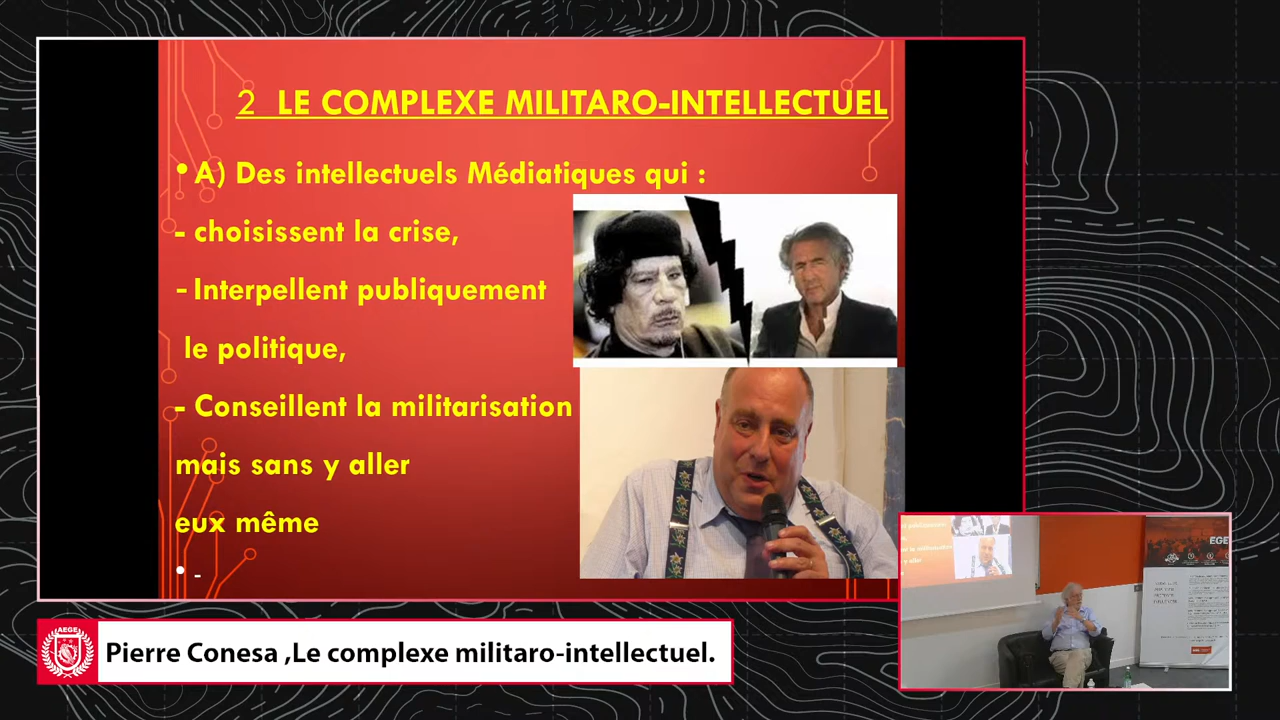 2 LE COMPLEXE MILITARO-INTELLECTUEL
• A) Des intellectuels Médiatiques qui :
- choisissent la crise,
- Interpellent publiquement
le politique,
- Conseillent la militarisation
mais sans y aller
eux même
• -
EGE
AEGE
Pierre Conesa ,Le complexe militaro-intellectuel.